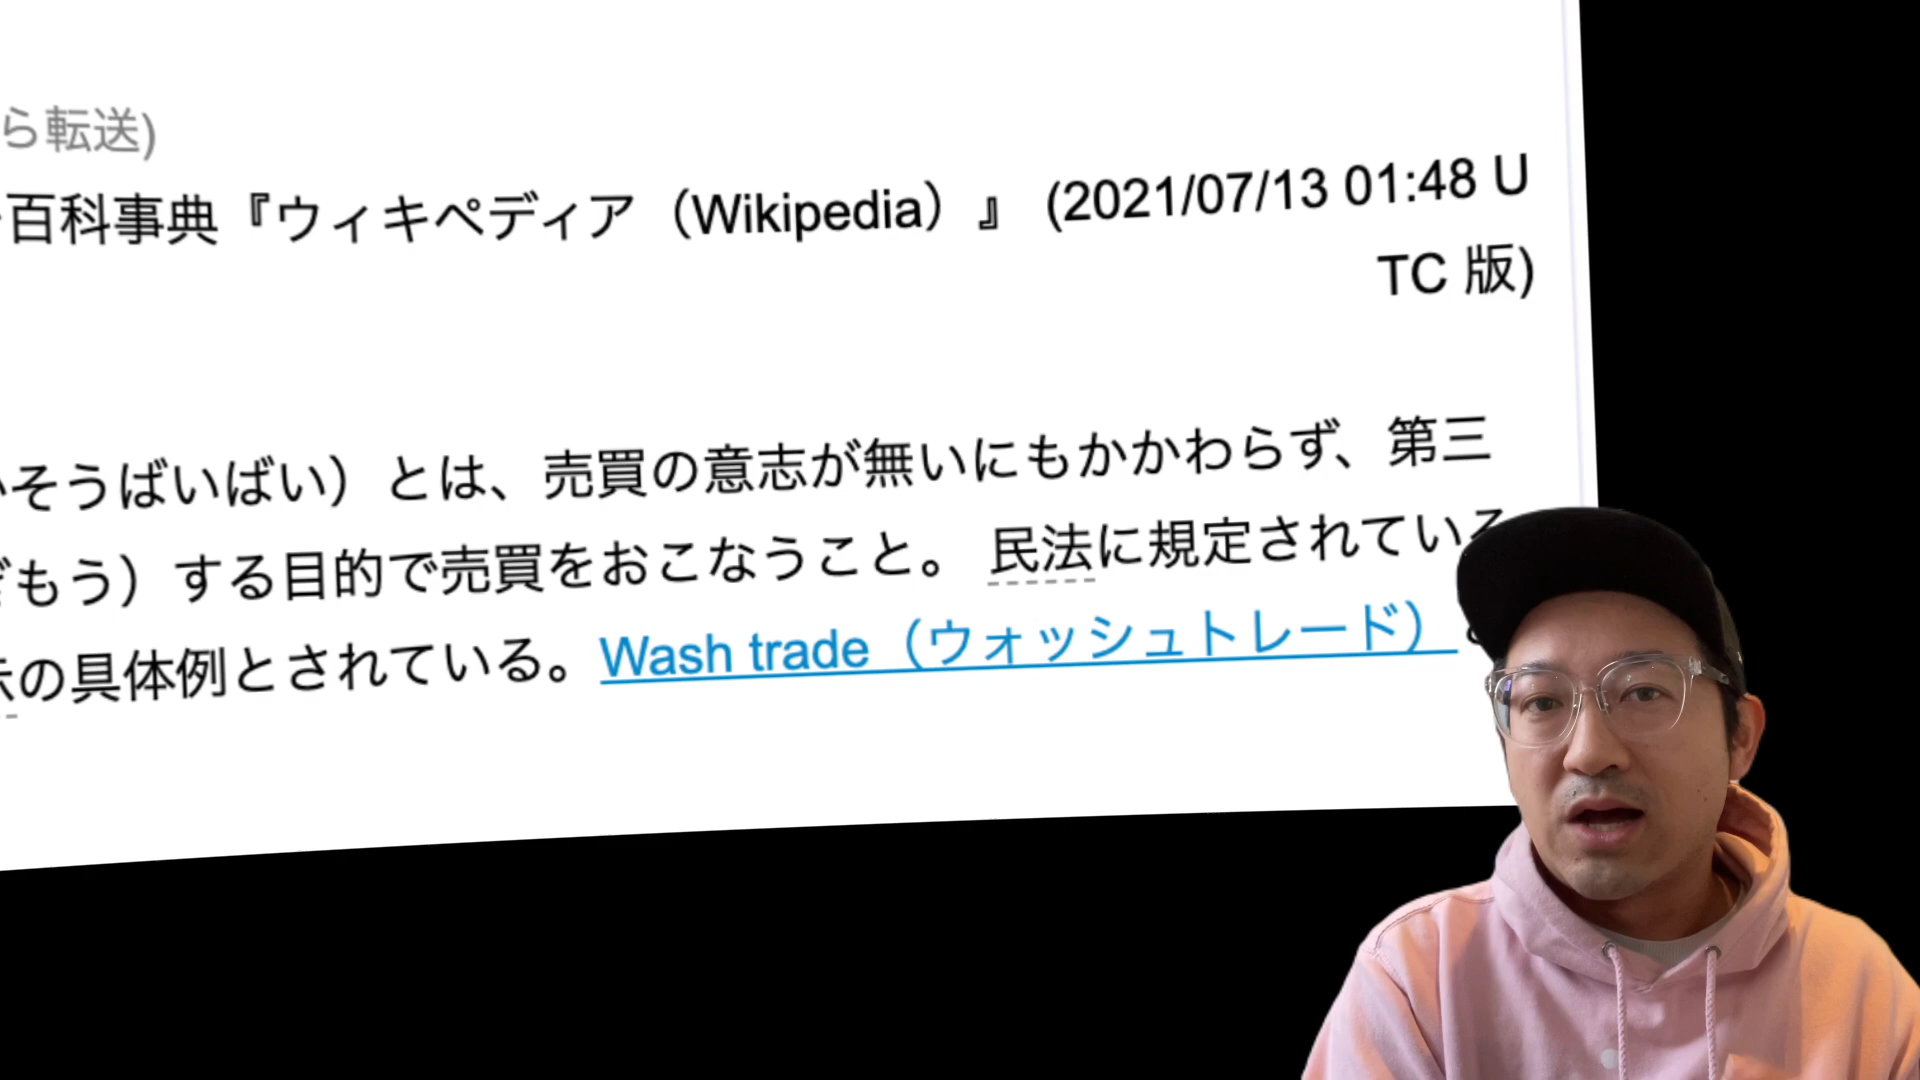 ら転送)
百科事典『ウィキペディア（Wikipedia）』 (2021/07/13 01:48 U
TC 版)
そうばいばい）とは、売買の意志が無いにもかかわらず、第三
もう）する目的で売買をおこなうこと。 民法に規定されている
の具体例とされている。Wash trade（ウォッシュトレード）